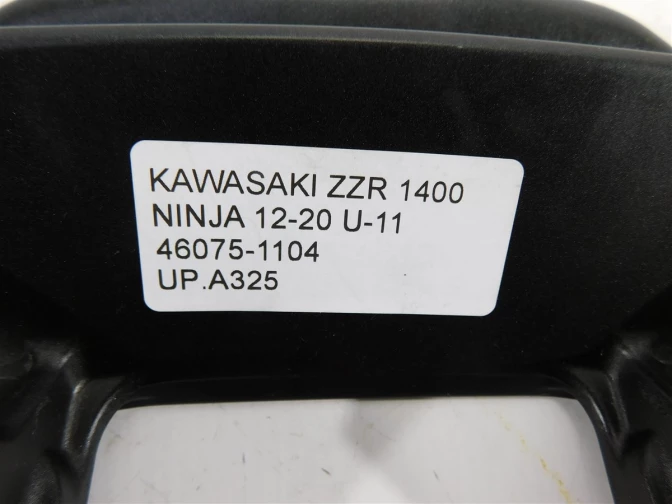 KAWASAKI ZZR 1400
NINJA 12-20 U-11
46075-1104
UP.A325